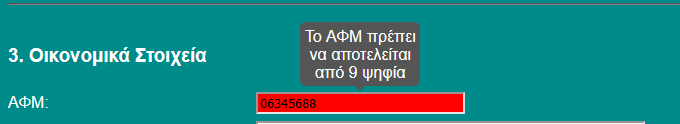 Το ΑΦΜ πρέπει
να αποτελείται
από 9 ψηφία
3. Οικονομικά Στοιχεία
ΑΦΜ:
06345688